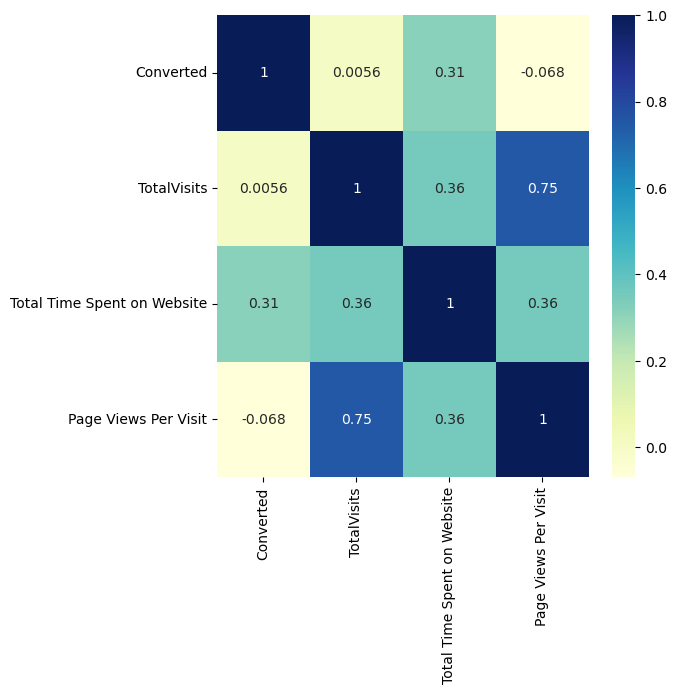 Converted 1 0.0056 0.31 -0.068
TotalVisits 0.0056 1 0.36 0.75
Total Time Spent on Website 0.31 0.36 1 0.36
Page Views Per Visit -0.068 0.75 0.36 1
Converted
TotalVisits
Total Time Spent on Website
Page Views Per Visit
1.0
0.8
0.6
0.4
0.2
0.0